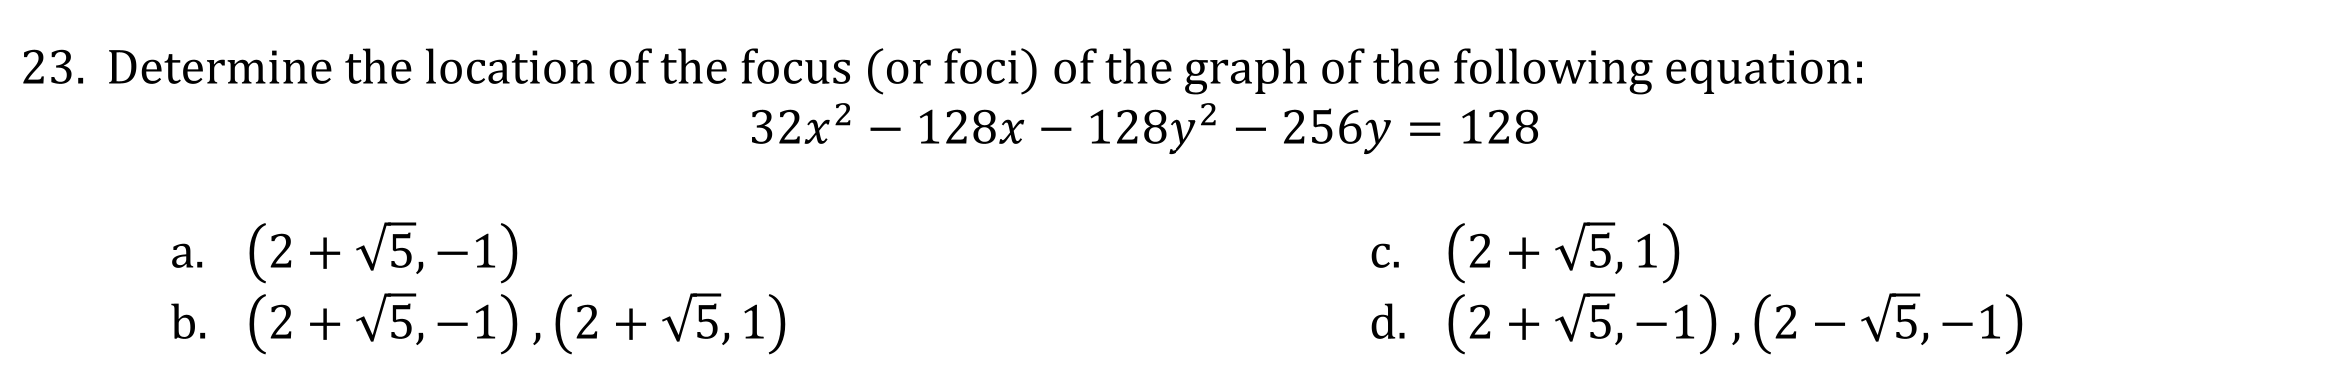 23. Determine the location of the focus (or foci) of the graph of the following equation:
32x² − 128x − 128y² − 256y = 128
a. (2 + √5, −1)
b. (2 + √5, −1), (2 + √5, 1)
c. (2 + √5, 1)
d. (2 + √5, −1), (2 − √5, −1)